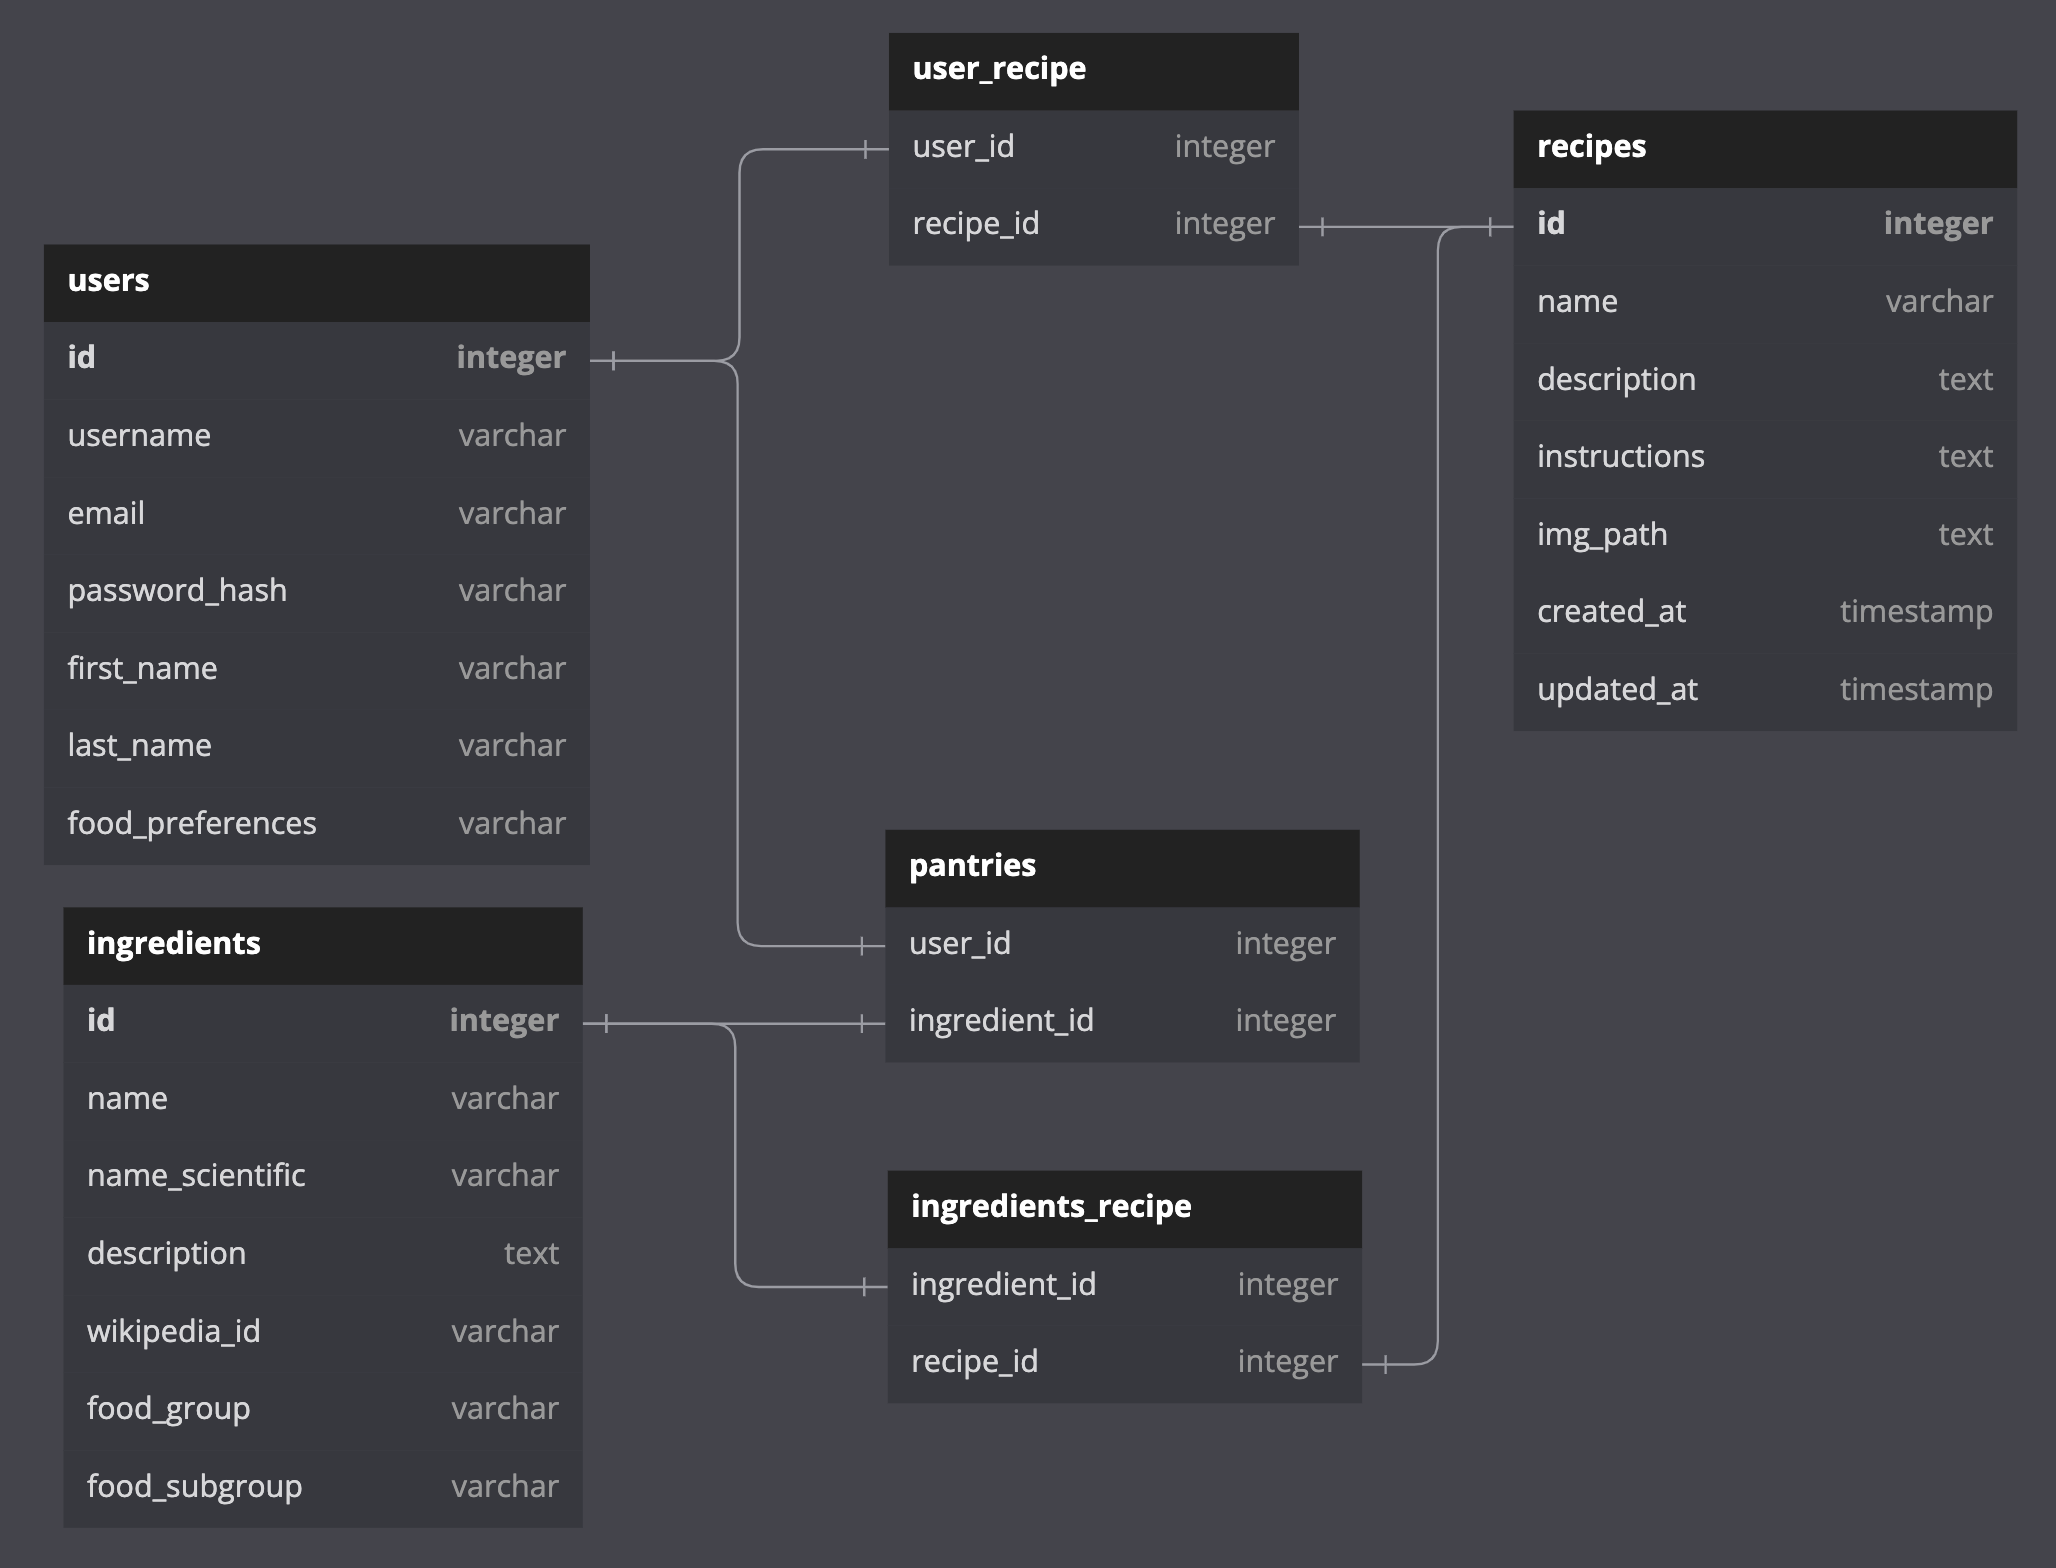 user_recipe
user_id integer
recipe_id integer
recipes
id integer
name varchar
description text
instructions text
img_path text
created_at timestamp
updated_at timestamp
users
id integer
username varchar
email varchar
password_hash varchar
first_name varchar
last_name varchar
food_preferences varchar
pantries
user_id integer
ingredient_id integer
ingredients
id integer
name varchar
name_scientific varchar
description text
wikipedia_id varchar
food_group varchar
food_subgroup varchar
ingredients_recipe
ingredient_id integer
recipe_id integer